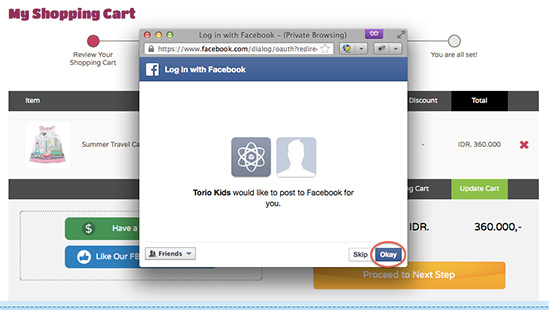 My Shopping Cart
Review Your
Shopping Cart
You are all set!
Item
Discount
Total
Summer Travel Ca
-
IDR. 360.000
ng Cart
Update Cart
Have a
Like Our FB
IDR.
360.000,-
Proceed to Next Step
Log in with Facebook – (Private Browsing)
https://www.facebook.com/dialog/oauth?redire
Log In with Facebook
Torio Kids would like to post to Facebook for
you.
Friends
Skip
Okay